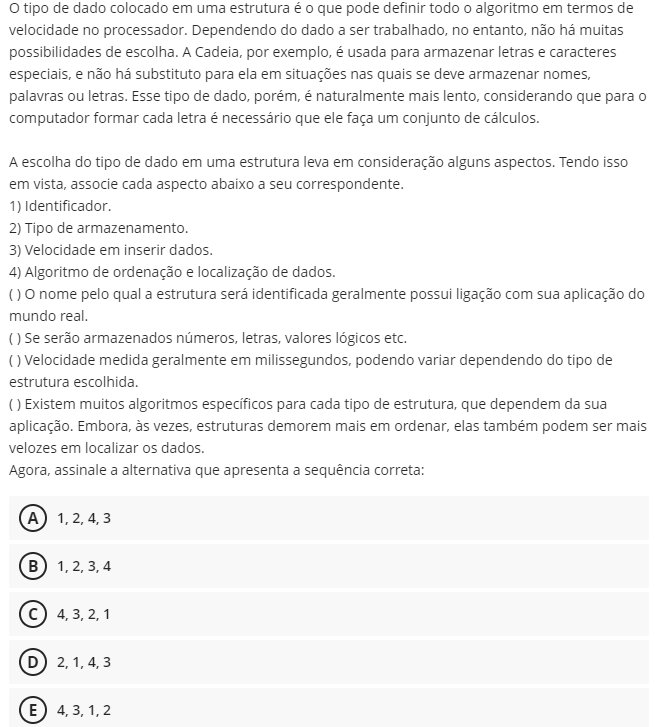 O tipo de dado colocado em uma estrutura é o que pode definir todo o algoritmo em termos de
velocidade no processador. Dependendo do dado a ser trabalhado, no entanto, não há muitas
possibilidades de escolha. A Cadeia, por exemplo, é usada para armazenar letras e caracteres
especiais, e não há substituto para ela em situações nas quais se deve armazenar nomes,
palavras ou letras. Esse tipo de dado, porém, é naturalmente mais lento, considerando que para o
computador formar cada letra é necessário que ele faça um conjunto de cálculos.

A escolha do tipo de dado em uma estrutura leva em consideração alguns aspectos. Tendo isso
em vista, associe cada aspecto abaixo a seu correspondente.
1) Identificador.
2) Tipo de armazenamento.
3) Velocidade em inserir dados.
4) Algoritmo de ordenação e localização de dados.
( ) O nome pelo qual a estrutura será identificada geralmente possui ligação com sua aplicação do
mundo real.
( ) Se serão armazenados números, letras, valores lógicos etc.
( ) Velocidade medida geralmente em milissegundos, podendo variar dependendo do tipo de
estrutura escolhida.
( ) Existem muitos algoritmos específicos para cada tipo de estrutura, que dependem da sua
aplicação. Embora, às vezes, estruturas demorem mais em ordenar, elas também podem ser mais
velozes em localizar os dados.
Agora, assinale a alternativa que apresenta a sequência correta:
A 1, 2, 4, 3
B 1, 2, 3, 4
C 4, 3, 2, 1
D 2, 1, 4, 3
E 4, 3, 1, 2